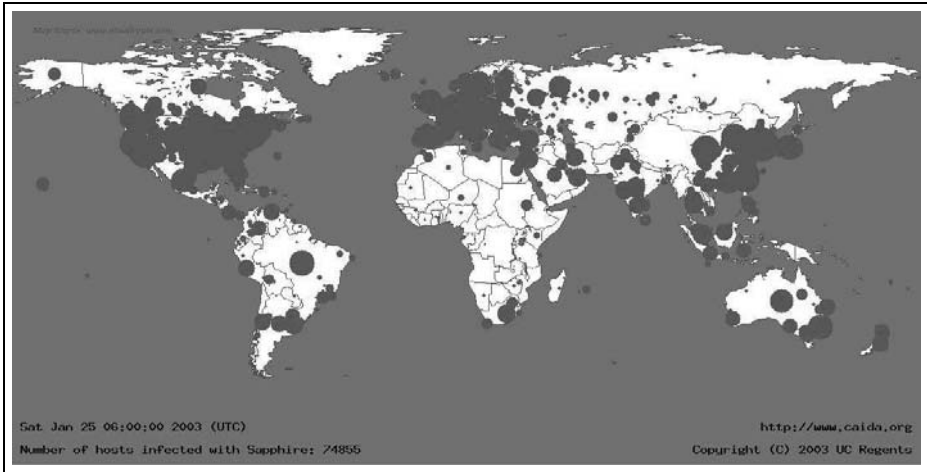 Sat Jan 25 06:00:00 2003 (UTC)
http://www.caida.org
Number of hosts infected with Sapphire: 74855
Copyright (C) 2003 UC Regents